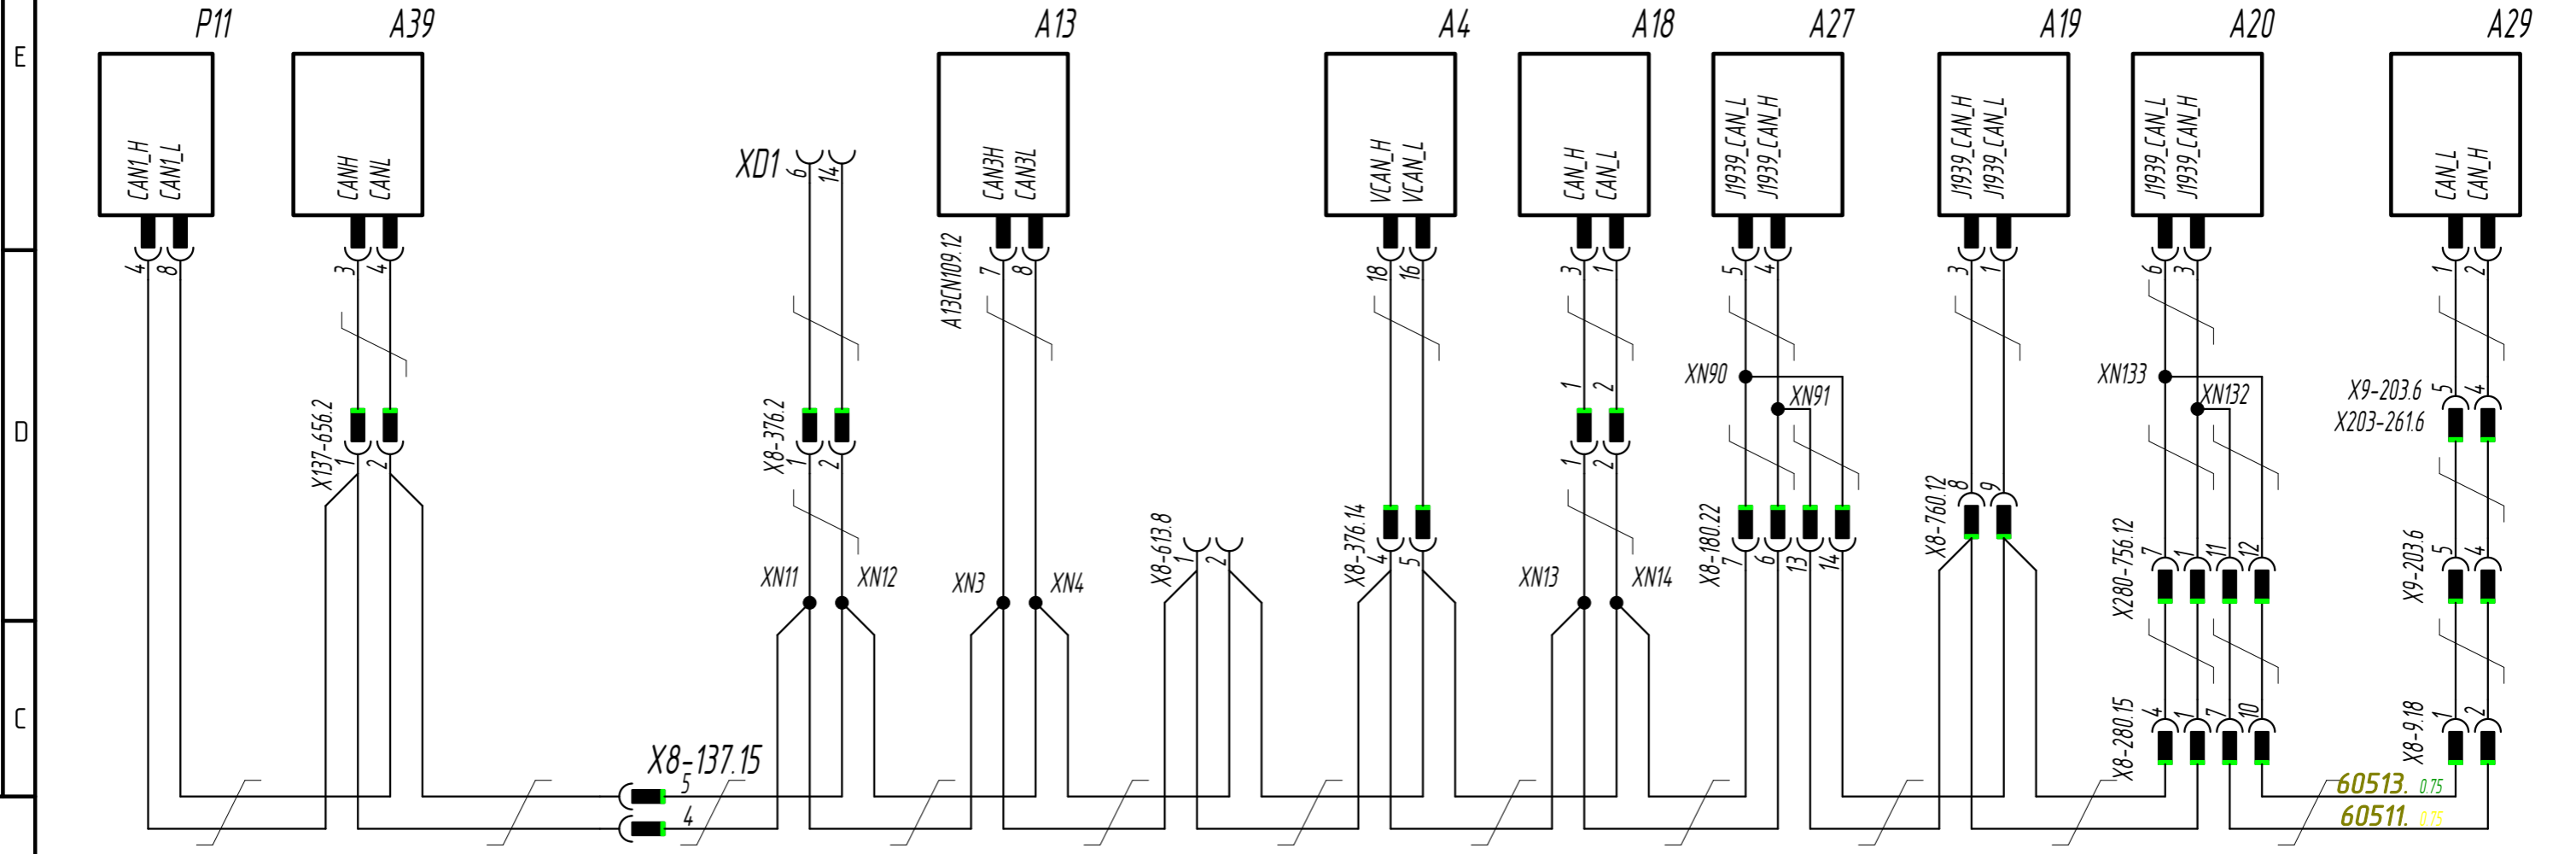 P11
A39
A13
A4
A18
A27
A19
A20
A29
E
CAN1_H
CAN1_L
CANH
CANL
XD1
6
14
CAN3H
CAN3L
VCAN_H
VCAN_L
CAN_H
CAN_L
J1939_CAN_L
J1939_CAN_H
J1939_CAN_H
J1939_CAN_L
J1939_CAN_L
J1939_CAN_H
CAN_L
CAN_H
4
8
3
4
A13CN109.12
7
8
18
16
3
1
5
4
3
1
6
3
1
2
D
X137-656.2
1
2
X8-376.2
1
2
1
2
1
2
XN90
XN91
XN133
XN132
X9-203.6
X203-261.6
5
4
X8-613.8
1
2
X8-376.14
4
5
X8-180.22
7
6
13
14
X8-760.12
8
9
X280-756.12
7
1
11
12
X9-203.6
5
4
XN11
XN12
XN3
XN4
XN13
XN14
C
X8-137.15
5
4
X8-280.15
4
1
7
10
X8-9.18
1
2
60513. 0.75
60511. 0.75